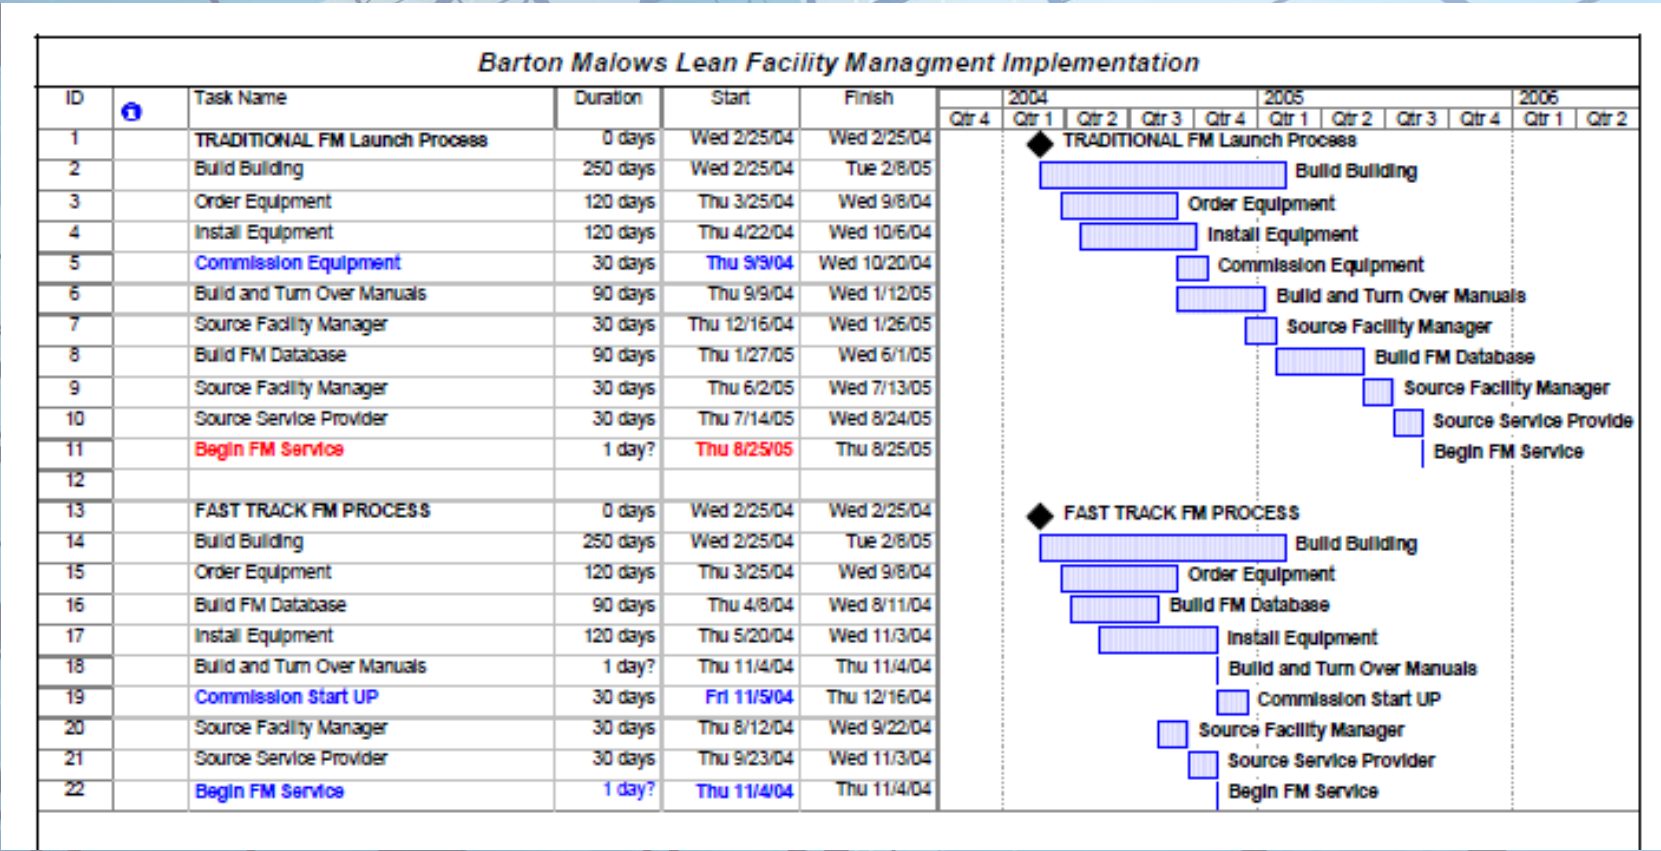 Barton Malows Lean Facility Managment Implementation
ID Task Name Duration Start Finish 2004 2005 2006
Qtr 4 Qtr 1 Qtr 2 Qtr 3 Qtr 4 Qtr 1 Qtr 2 Qtr 3 Qtr 4 Qtr 1 Qtr 2
1 TRADITIONAL FM Launch Process 0 days Wed 2/25/04 Wed 2/25/04 TRADITIONAL FM Launch Process
2 Build Building 250 days Wed 2/25/04 Tue 2/8/05 Build Building
3 Order Equipment 120 days Thu 3/25/04 Wed 9/8/04 Order Equipment
4 Install Equipment 120 days Thu 4/22/04 Wed 10/6/04 Install Equipment
5 Commission Equipment 30 days Thu 9/9/04 Wed 10/20/04 Commission Equipment
6 Build and Turn Over Manuals 90 days Thu 9/9/04 Wed 1/12/05 Build and Turn Over Manuals
7 Source Facility Manager 30 days Thu 12/16/04 Wed 1/26/05 Source Facility Manager
8 Build FM Database 90 days Thu 1/27/05 Wed 6/1/05 Build FM Database
9 Source Facility Manager 30 days Thu 6/2/05 Wed 7/13/05 Source Facility Manager
10 Source Service Provider 30 days Thu 7/14/05 Wed 8/24/05 Source Service Provide
11 Begin FM Service 1 day? Thu 8/25/05 Thu 8/25/05 Begin FM Service
12
13 FAST TRACK FM PROCESS 0 days Wed 2/25/04 Wed 2/25/04 FAST TRACK FM PROCESS
14 Build Building 250 days Wed 2/25/04 Tue 2/8/05 Build Building
15 Order Equipment 120 days Thu 3/25/04 Wed 9/8/04 Order Equipment
16 Build FM Database 90 days Thu 4/8/04 Wed 8/11/04 Build FM Database
17 Install Equipment 120 days Thu 5/20/04 Wed 11/3/04 Install Equipment
18 Build and Turn Over Manuals 1 day? Thu 11/4/04 Thu 11/4/04 Build and Turn Over Manuals
19 Commission Start UP 30 days Fri 11/5/04 Thu 12/16/04 Commission Start UP
20 Source Facility Manager 30 days Thu 8/12/04 Wed 9/22/04 Source Facility Manager
21 Source Service Provider 30 days Thu 9/23/04 Wed 11/3/04 Source Service Provider
22 Begin FM Service 1 day? Thu 11/4/04 Thu 11/4/04 Begin FM Service